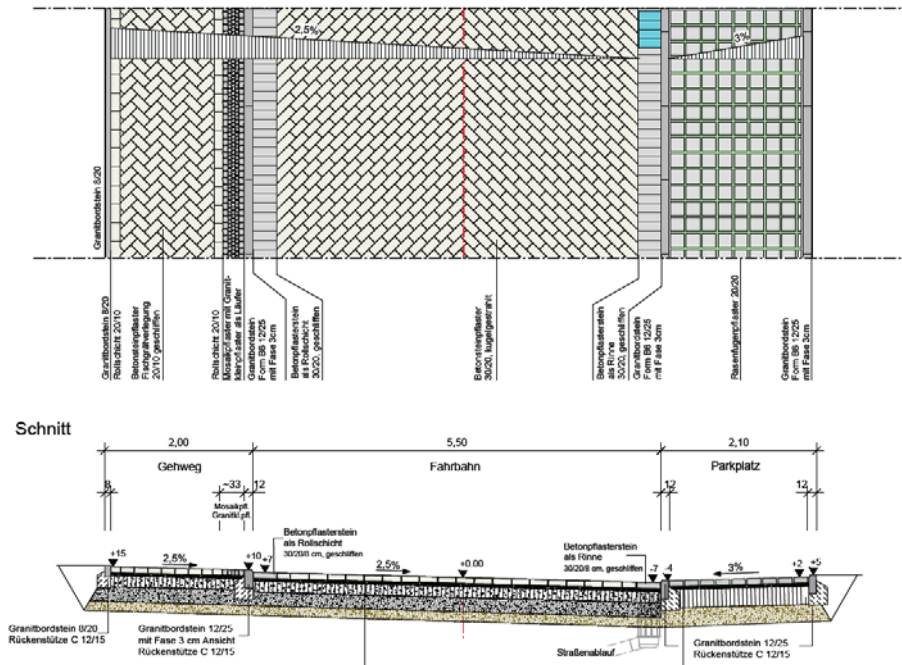 2,5%
3%
Granitbordstein 8/20
Granitbordstein 8/20
Rollschicht 20/10
Betonsteinpflaster
Fischgrätverlegung
20/10 geschliffen
Rollschicht 20/10
Mosaikpflaster mit Granit-
kleinpflaster als Läufer
Granitbordstein
Form B6 12/25
mit Fase 3cm
Betonpflasterstein
als Rollschicht
30/20, geschliffen
Betonsteinpflaster
30/20, kugelgestrahlt
Betonpflasterstein
als Rinne
30/20, geschliffen
Granitbordstein
Form B6 12/25
mit Fase 3cm
Rasenfugenpflaster 20/20
Granitbordstein
Form B6 12/25
mit Fase 3cm
Schnitt
2,00
5,50
2,10
Gehweg
Fahrbahn
Parkplatz
8
~33
12
12
12
Mosaikpfl.
Granitkl.pfl.
Betonpflasterstein
als Rollschicht
30/20/8 cm, geschliffen
Betonpflasterstein
als Rinne
30/20/8 cm, geschliffen
+15
2,5%
+10
+7
2,5%
+0.00
-7
-4
3%
+2
+5
Granitbordstein 8/20
Rückenstütze C 12/15
Granitbordstein 12/25
mit Fase 3 cm Ansicht
Rückenstütze C 12/15
Straßenablauf
Granitbordstein 12/25
Rückenstütze C 12/15